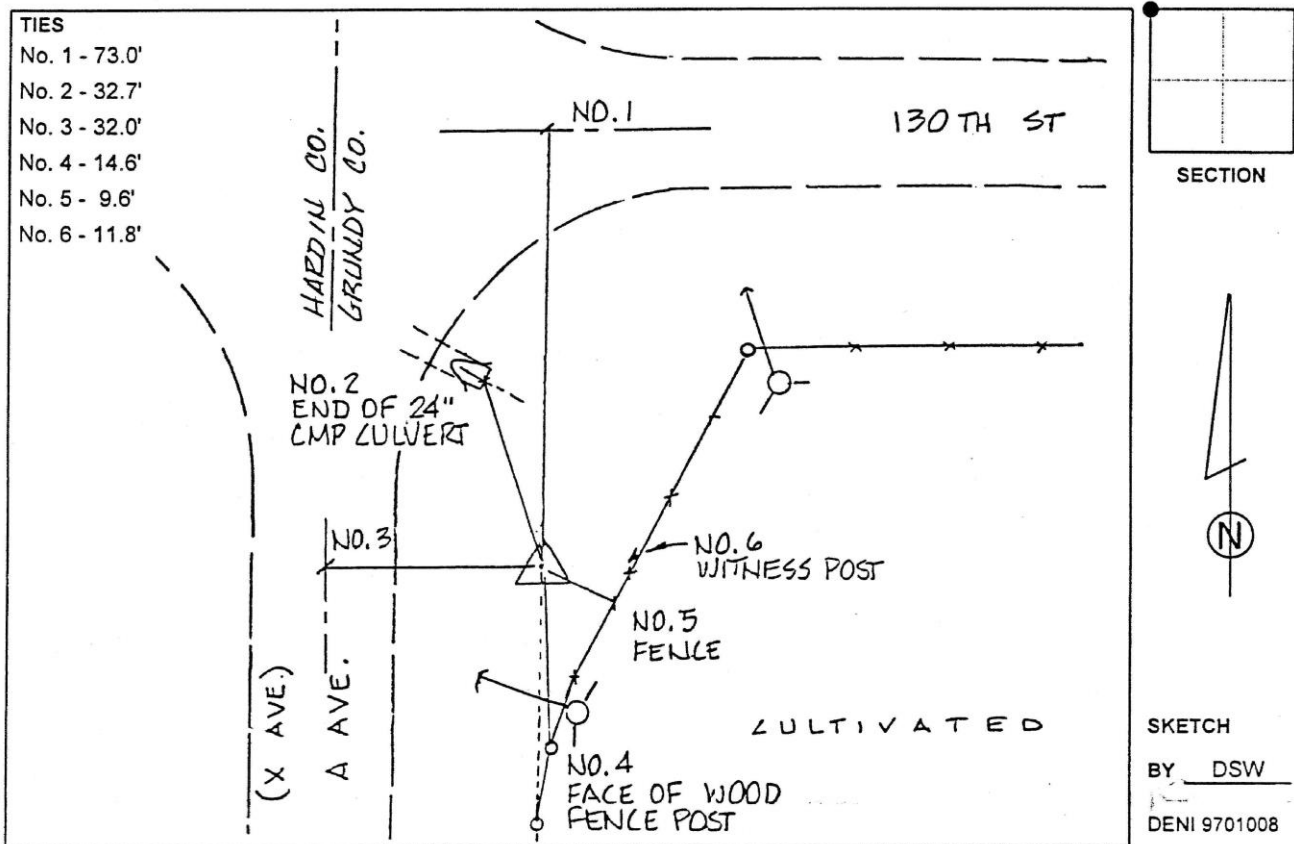 TIES
No. 1 - 73.0'
No. 2 - 32.7'
No. 3 - 32.0'
No. 4 - 14.6'
No. 5 - 9.6'
No. 6 - 11.8'
HARDIN CO.
GRUNDY CO.
NO. 1
130TH ST
SECTION
NO. 2
END OF 24"
CMP CULVERT
NO. 3
NO. 6
WITNESS POST
N
NO. 5
FENCE
(X AVE.)
A AVE.
CULTIVATED
NO. 4
FACE OF WOOD
FENCE POST
SKETCH
BY DSW
DENI 9701008